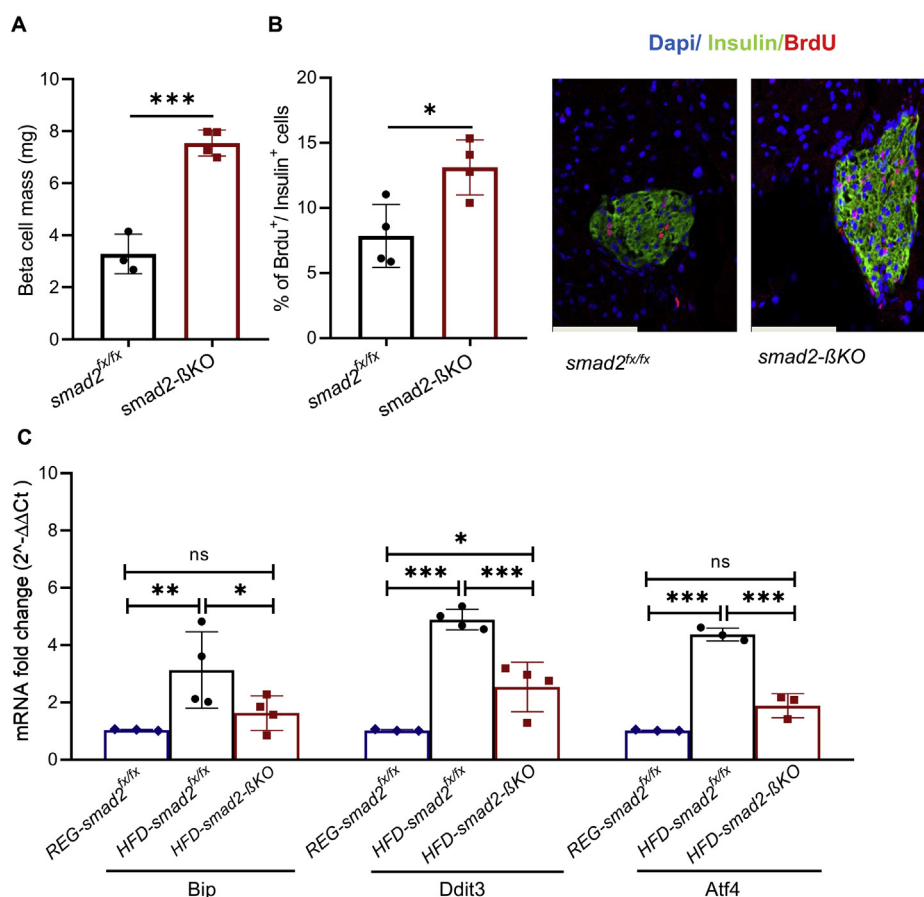 A
Beta cell mass (mg)
10
8
6
4
2
0
***
smad2fx/fx
smad2-ßKO
B
% of Brdu+/ Insulin+ cells
20
15
10
5
0
*
smad2fx/fx
smad2-ßKO
Dapi/ Insulin/BrdU
smad2fx/fx
smad2-ßKO
C
mRNA fold change (2^-ΔΔCt)
10
8
6
4
2
0
ns
** *
*
*** ***
ns
*** ***
REG-smad2fx/fx
HFD-smad2fx/fx
HFD-smad2-ßKO
REG-smad2fx/fx
HFD-smad2fx/fx
HFD-smad2-ßKO
REG-smad2fx/fx
HFD-smad2fx/fx
HFD-smad2-ßKO
Bip
Ddit3
Atf4